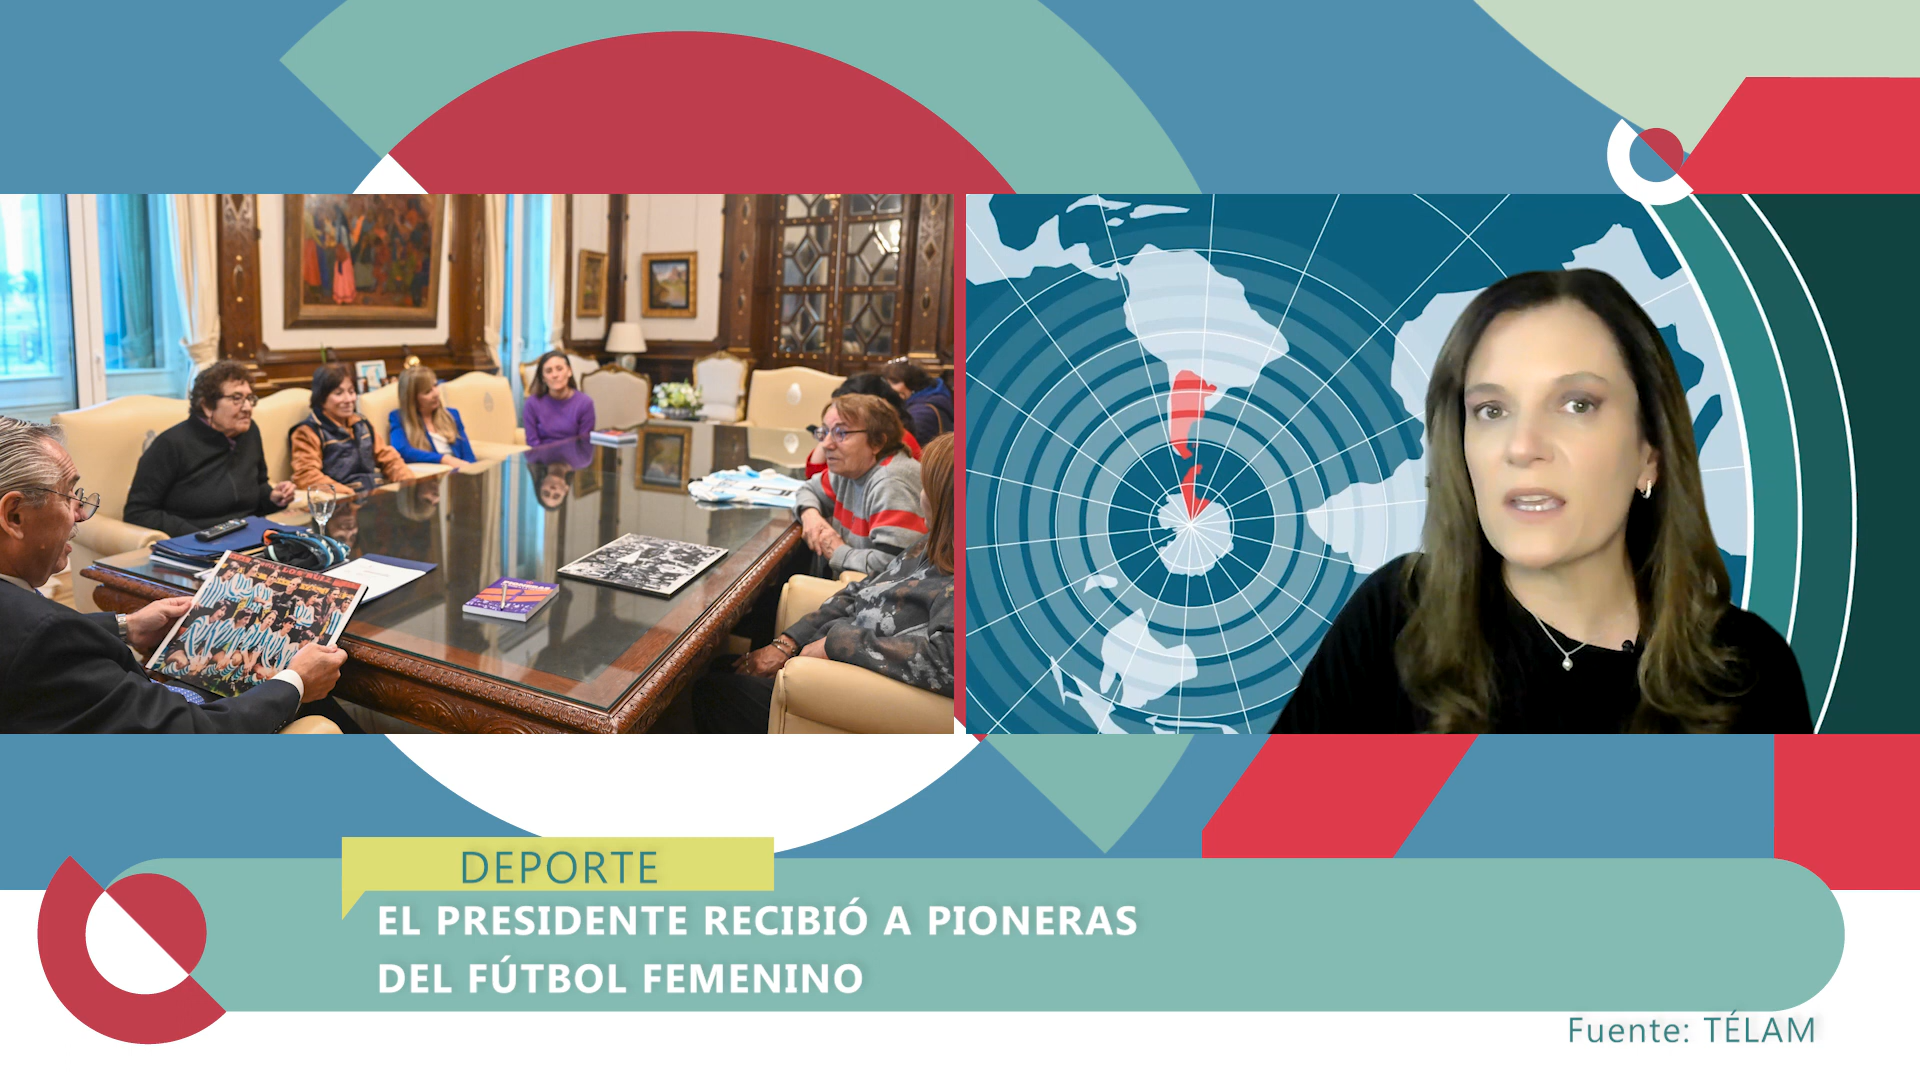 DEPORTE
EL PRESIDENTE RECIBIÓ A PIONERAS
DEL FÚTBOL FEMENINO
Fuente: TÉLAM